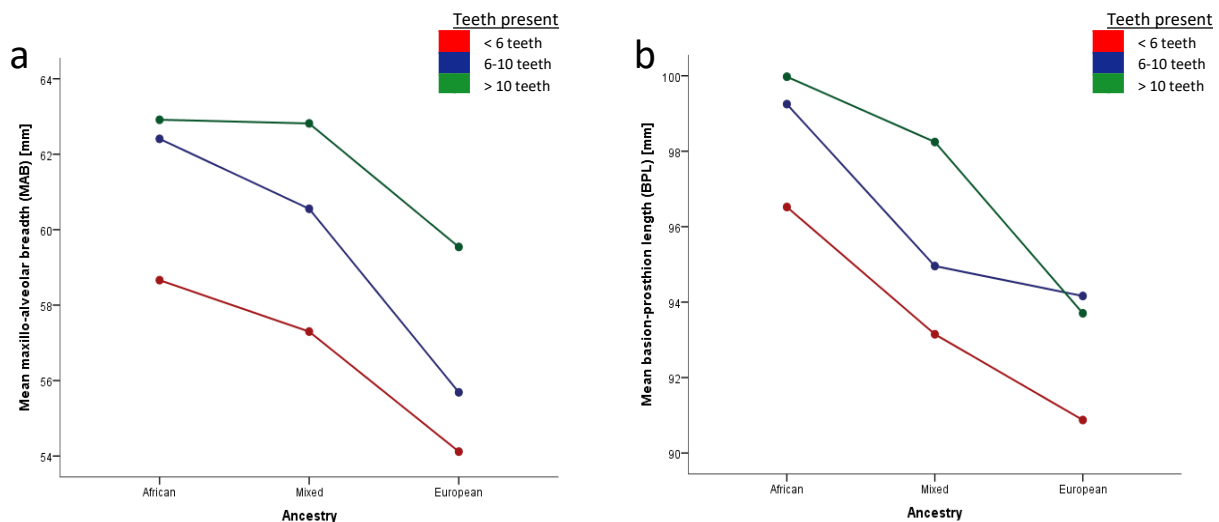 a
Teeth present
< 6 teeth
6-10 teeth
> 10 teeth
Mean maxillo-alveolar breadth (MAB) [mm]
64
62
60
58
56
54
African Mixed European
Ancestry
b
Teeth present
< 6 teeth
6-10 teeth
> 10 teeth
Mean basion-prosthion length (BPL) [mm]
100
98
96
94
92
90
African Mixed European
Ancestry